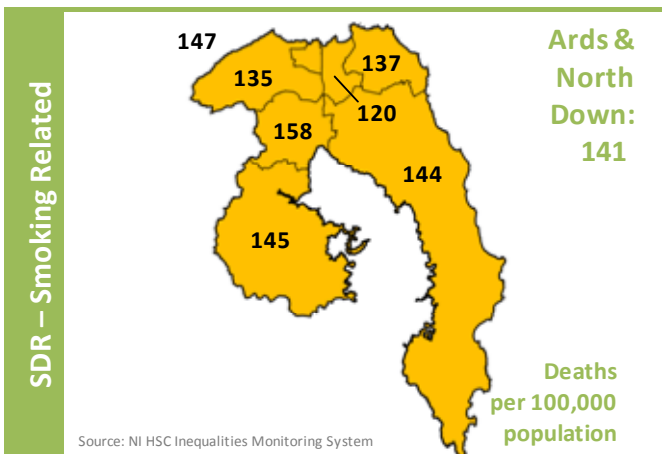 SDR – Smoking Related
147
135
137
120
158
144
145
Ards &
North
Down:
141
Deaths
per 100,000
population
Source: NI HSC Inequalities Monitoring System